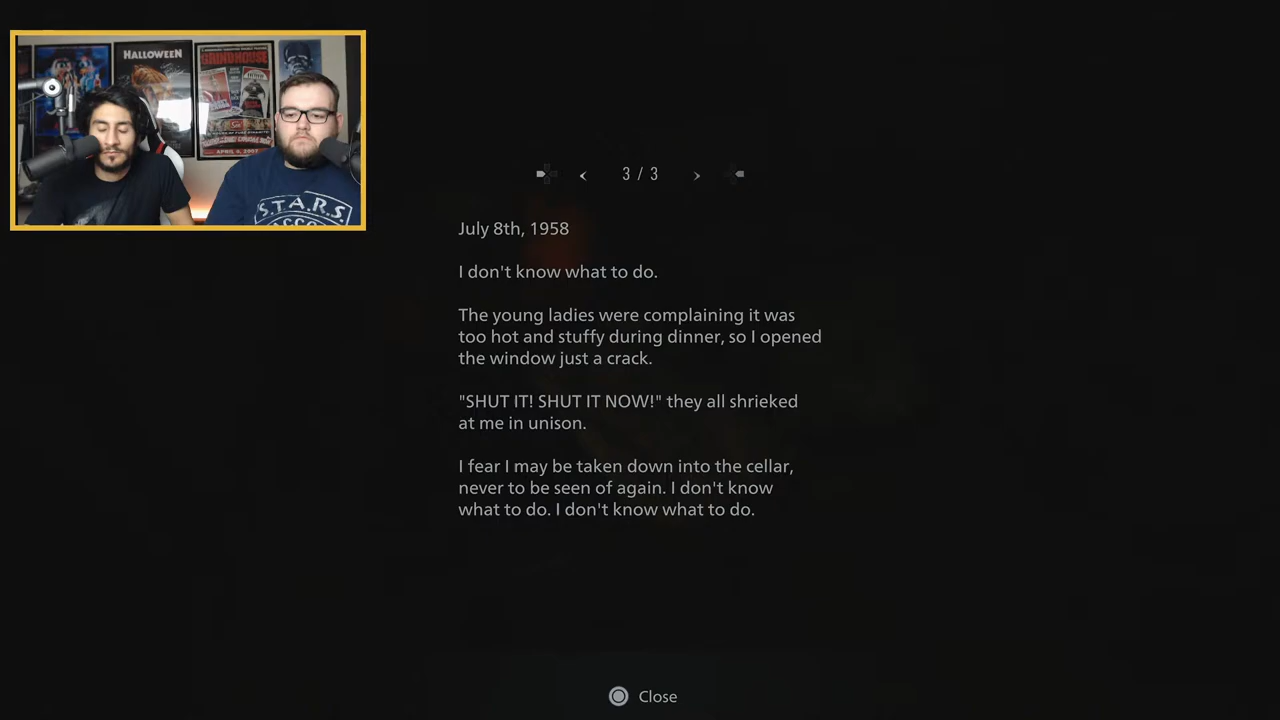 HALLOWEEN
GRINDHOUSE
S.T.A.R.S.
3 / 3
July 8th, 1958
I don't know what to do.
The young ladies were complaining it was
too hot and stuffy during dinner, so I opened
the window just a crack.
"SHUT IT! SHUT IT NOW!" they all shrieked
at me in unison.
I fear I may be taken down into the cellar,
never to be seen of again. I don't know
what to do. I don't know what to do.
Close